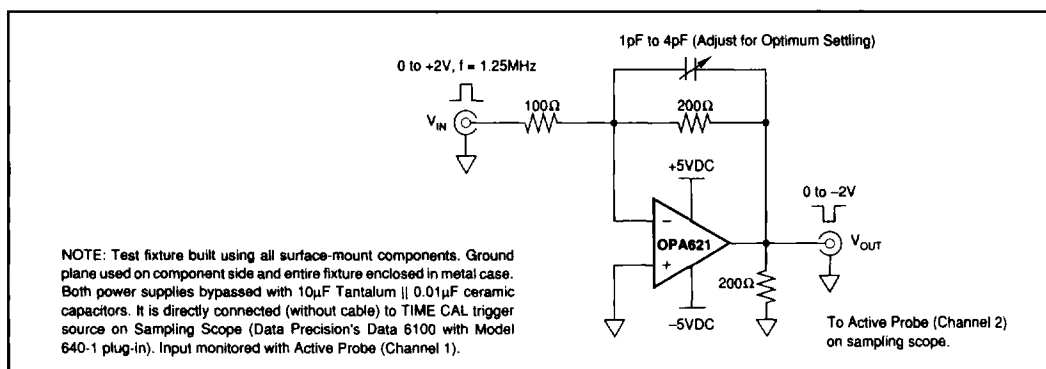 1pF to 4pF (Adjust for Optimum Settling)
0 to +2V, f = 1.25MHz
100Ω
200Ω
VIN
+5VDC
0 to −2V
−
OPA621
+
VOUT
200Ω
−5VDC
NOTE: Test fixture built using all surface-mount components. Ground
plane used on component side and entire fixture enclosed in metal case.
Both power supplies bypassed with 10µF Tantalum || 0.01µF ceramic
capacitors. It is directly connected (without cable) to TIME CAL trigger
source on Sampling Scope (Data Precision's Data 6100 with Model
640-1 plug-in). Input monitored with Active Probe (Channel 1).
To Active Probe (Channel 2)
on sampling scope.